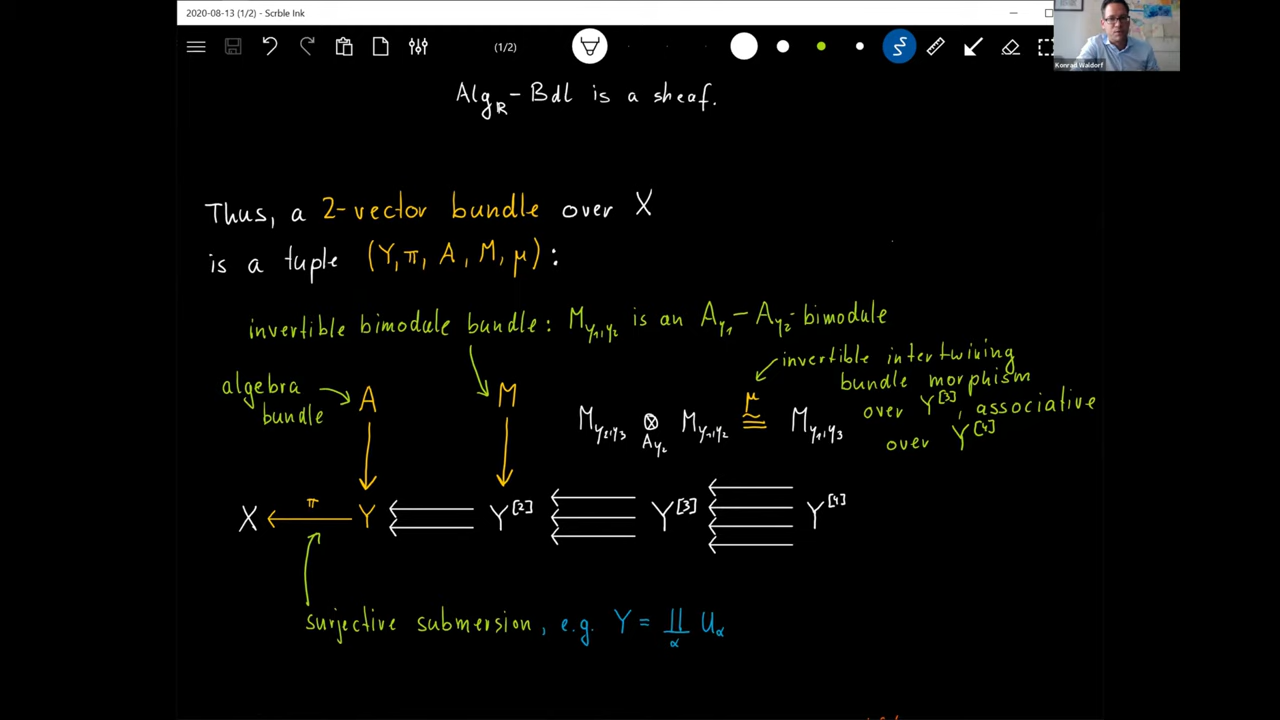 2020-08-13 (1/2) - Scrble Ink
(1/2)
Konrad Waldorf
Alg_R - Bdl is a sheaf.
Thus, a 2-vector bundle over X
is a tuple (Y, π, A, M, μ) :
invertible bimodule bundle: M_{y₁,y₂} is an A_{y₁} - A_{y₂}-bimodule
invertible intertwining
bundle morphism
over Y^{[3]}, associative
over Y^{[4]}
algebra
bundle
A
M
M_{y₂,y₃} ⊗_{A_{y₂}} M_{y₁,y₂} ≅ M_{y₁,y₃}
μ
X
π
Y
Y^{[2]}
Y^{[3]}
Y^{[4]}
surjective submersion, e.g. Y = ∐_α U_α